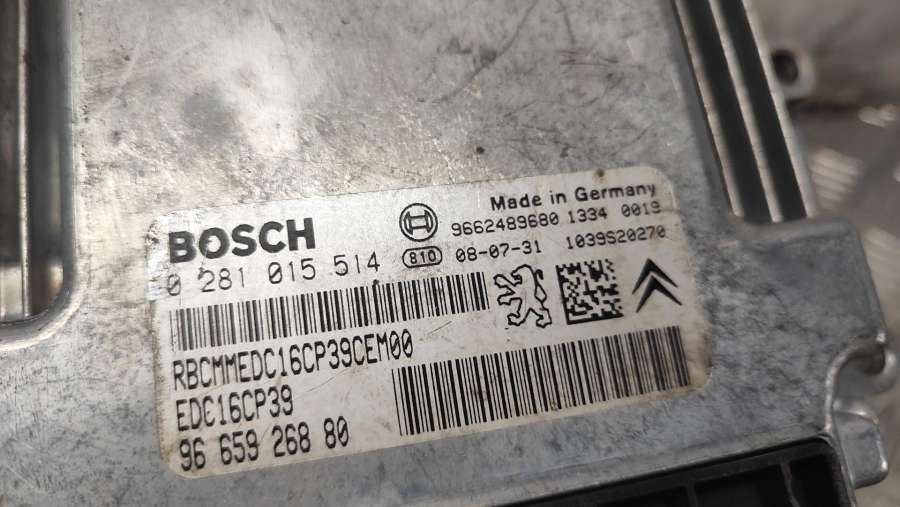 Made in Germany
BOSCH 9662489680 1334 0019
0 281 015 514 810 08-07-31 1039S20270
RBCMMEDC16CP39CEM00
EDC16CP39
96 659 268 80